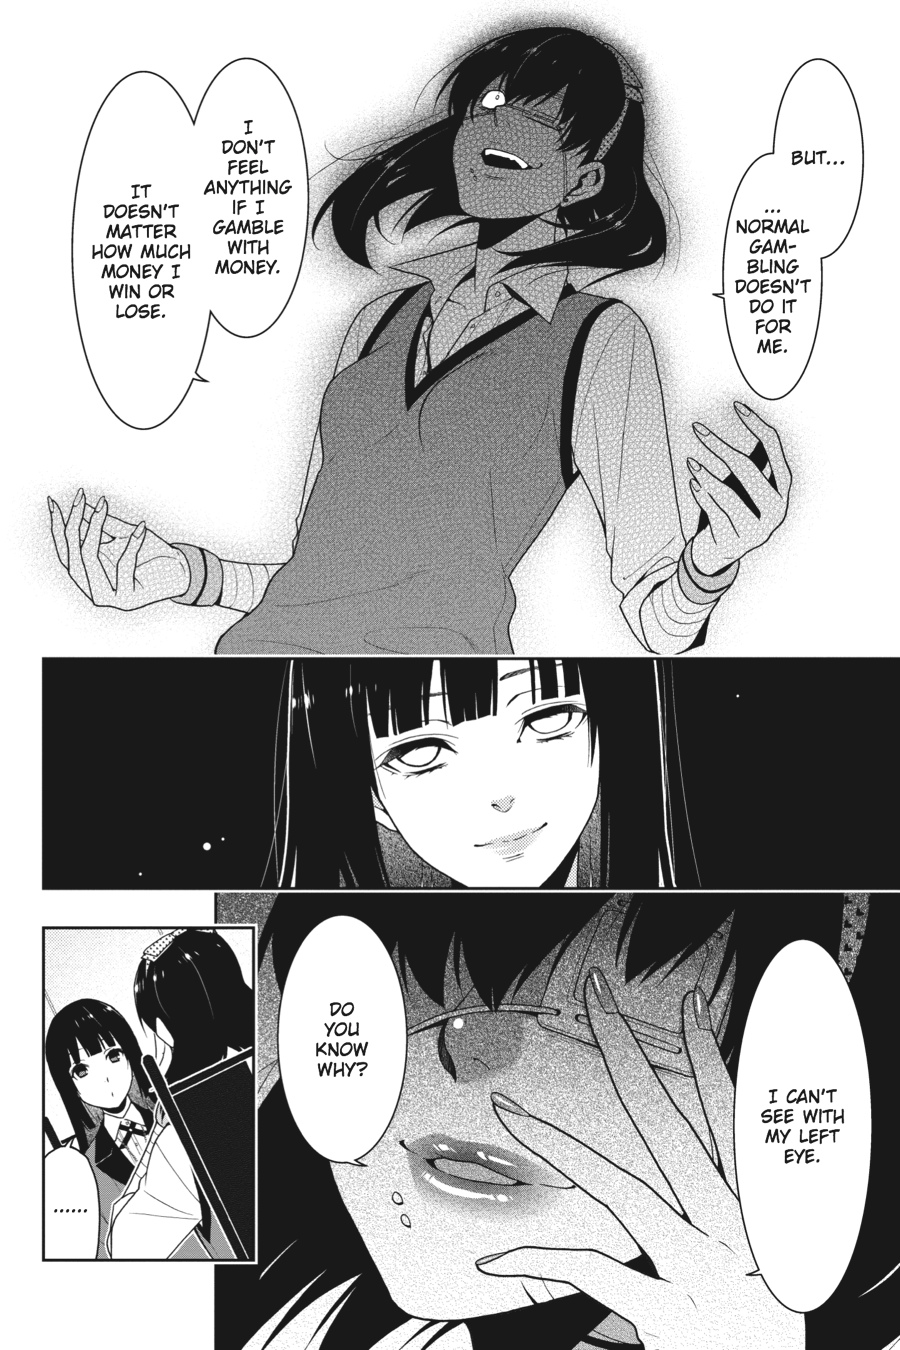 BUT...
...
NORMAL
GAM-
BLING
DOESN'T
DO IT
FOR
ME.
I
DON'T
FEEL
ANYTHING
IF I
GAMBLE
WITH
MONEY.
IT
DOESN'T
MATTER
HOW MUCH
MONEY I
WIN OR
LOSE.
I CAN'T
SEE WITH
MY LEFT
EYE.
DO
YOU
KNOW
WHY?
......